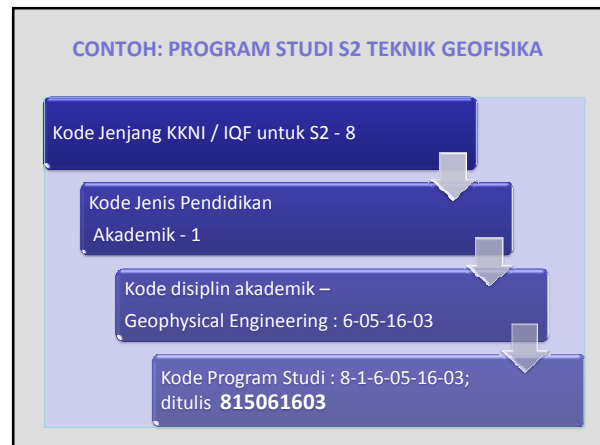 CONTOH: PROGRAM STUDI S2 TEKNIK GEOFISIKA
Kode Jenjang KKNI / IQF untuk S2 - 8
Kode Jenis Pendidikan
Akademik - 1
Kode disiplin akademik –
Geophysical Engineering : 6-05-16-03
Kode Program Studi : 8-1-6-05-16-03;
ditulis 815061603